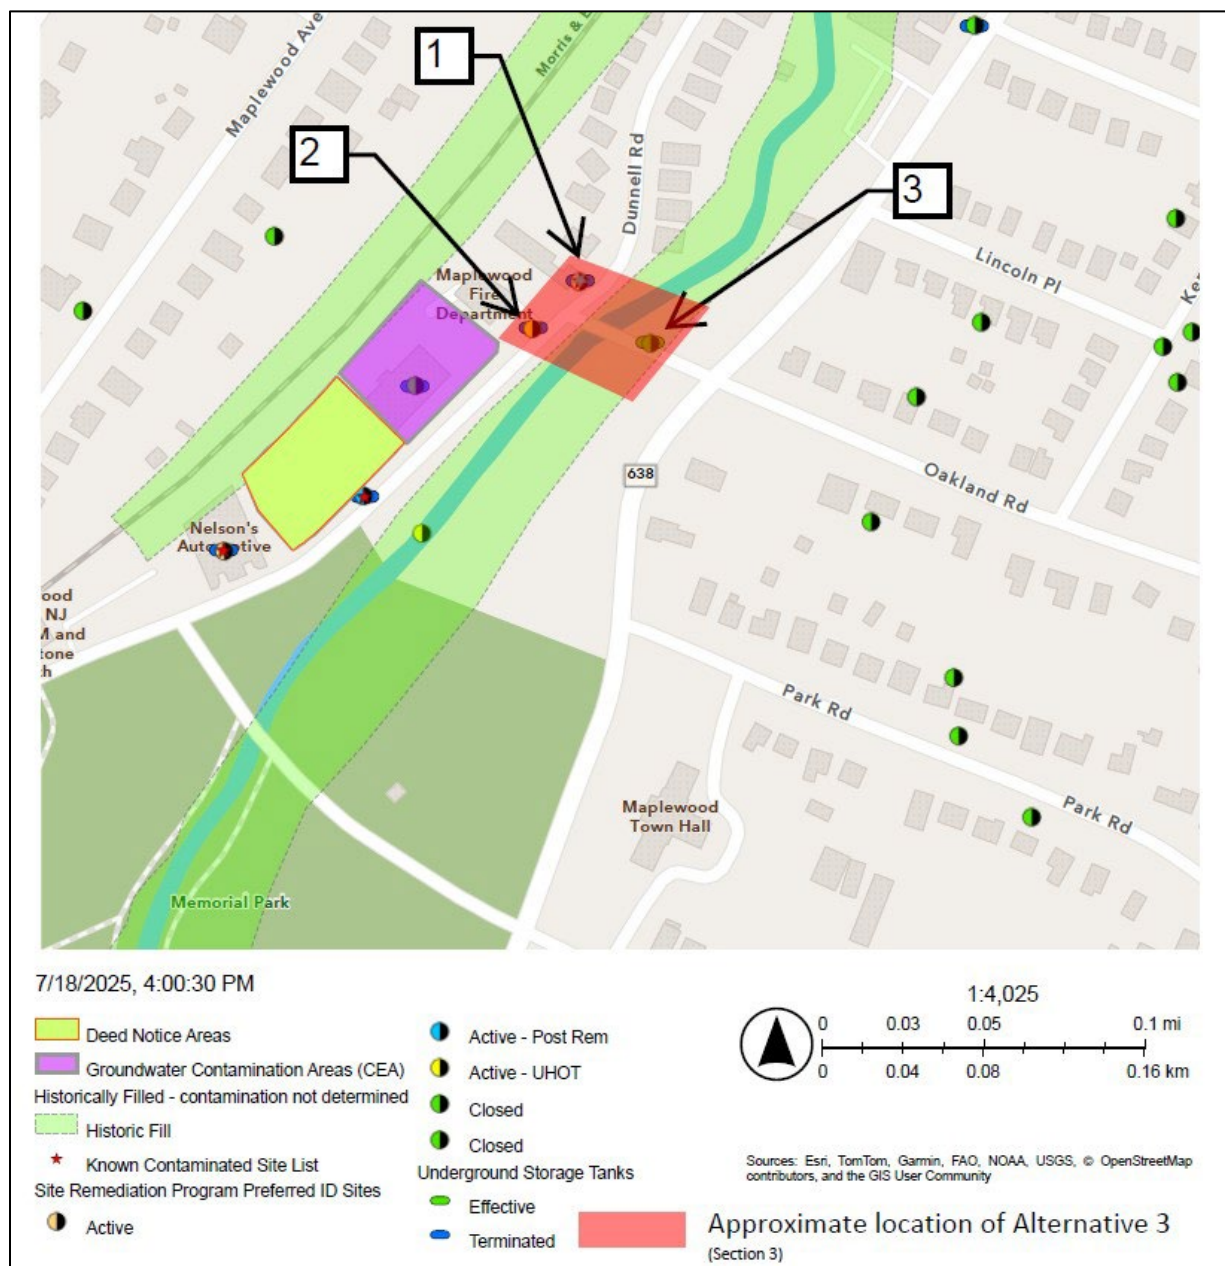 Maplewood Ave
Morris &
1
2
Dunnell Rd
3
Lincoln Pl
Maplewood
Fire
Department
638
Oakland Rd
Nelson's
Automotive
ood
NJ
M and
tone
h
Park Rd
Maplewood
Town Hall
Park Rd
Memorial Park
7/18/2025, 4:00:30 PM
Deed Notice Areas
Groundwater Contamination Areas (CEA)
Historically Filled - contamination not determined
Historic Fill
Known Contaminated Site List
Site Remediation Program Preferred ID Sites
Active
Active - Post Rem
Active - UHOT
Closed
Closed
Underground Storage Tanks
Effective
Terminated
1:4,025
0 0.03 0.05 0.1 mi
0 0.04 0.08 0.16 km
Sources: Esri, TomTom, Garmin, FAO, NOAA, USGS, © OpenStreetMap
contributors, and the GIS User Community
Approximate location of Alternative 3
(Section 3)